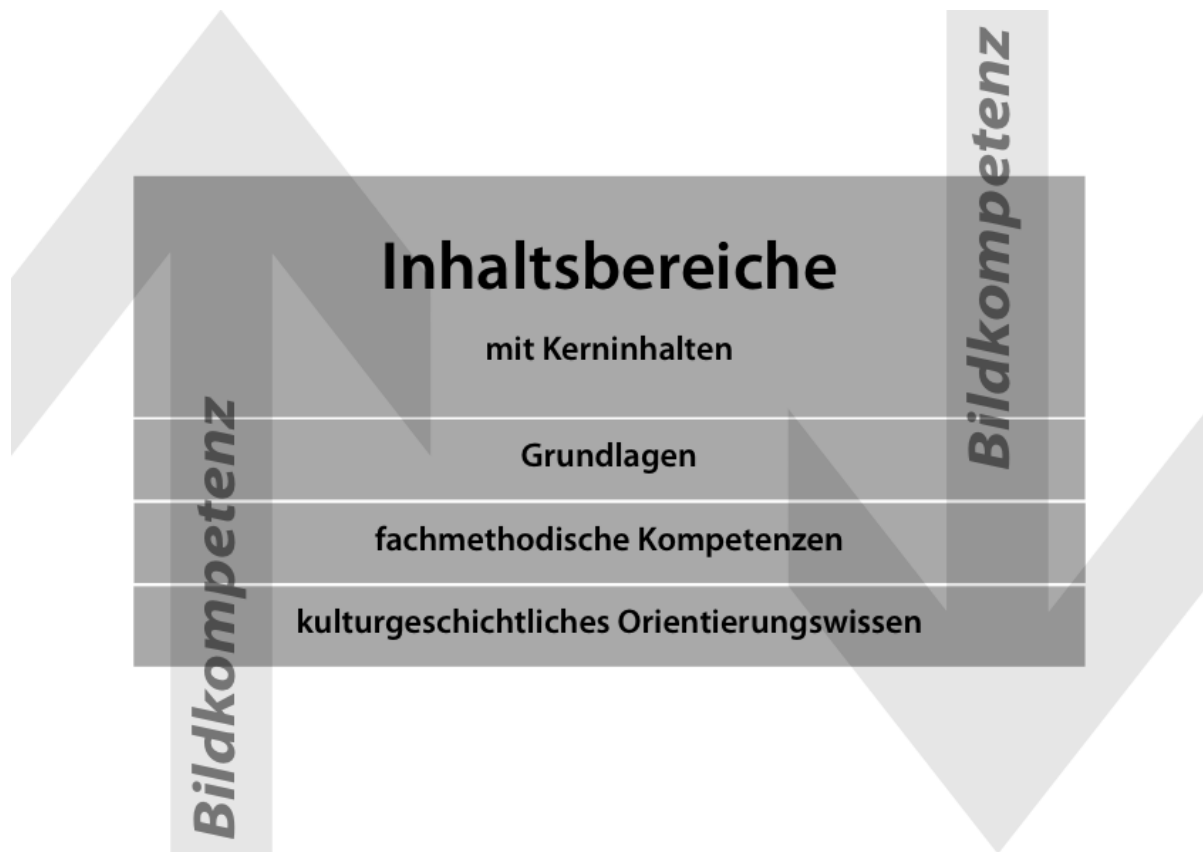 Bildkompetenz
Inhaltsbereiche
mit Kerninhalten
Grundlagen
fachmethodische Kompetenzen
kulturgeschichtliches Orientierungswissen
Bildkompetenz